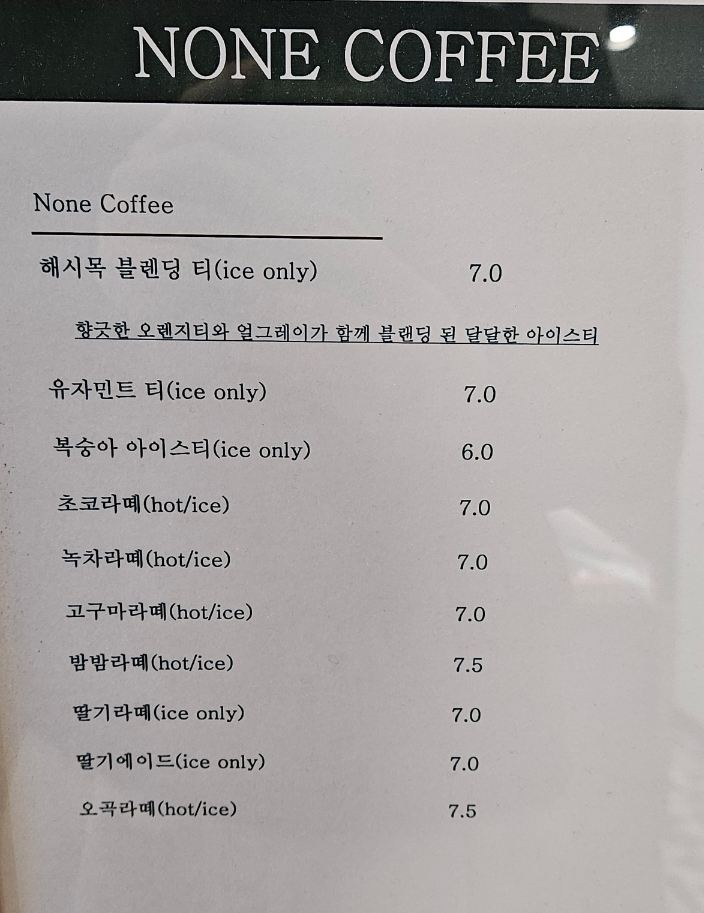 NONE COFFEE
None Coffee
해시목 블렌딩 티(ice only) 7.0
향긋한 오렌지티와 얼그레이가 함께 블랜딩 된 달달한 아이스티
유자민트 티(ice only) 7.0
복숭아 아이스티(ice only) 6.0
초코라떼(hot/ice) 7.0
녹차라떼(hot/ice) 7.0
고구마라떼(hot/ice) 7.0
밤밤라떼(hot/ice) 7.5
딸기라떼(ice only) 7.0
딸기에이드(ice only) 7.0
오곡라떼(hot/ice) 7.5